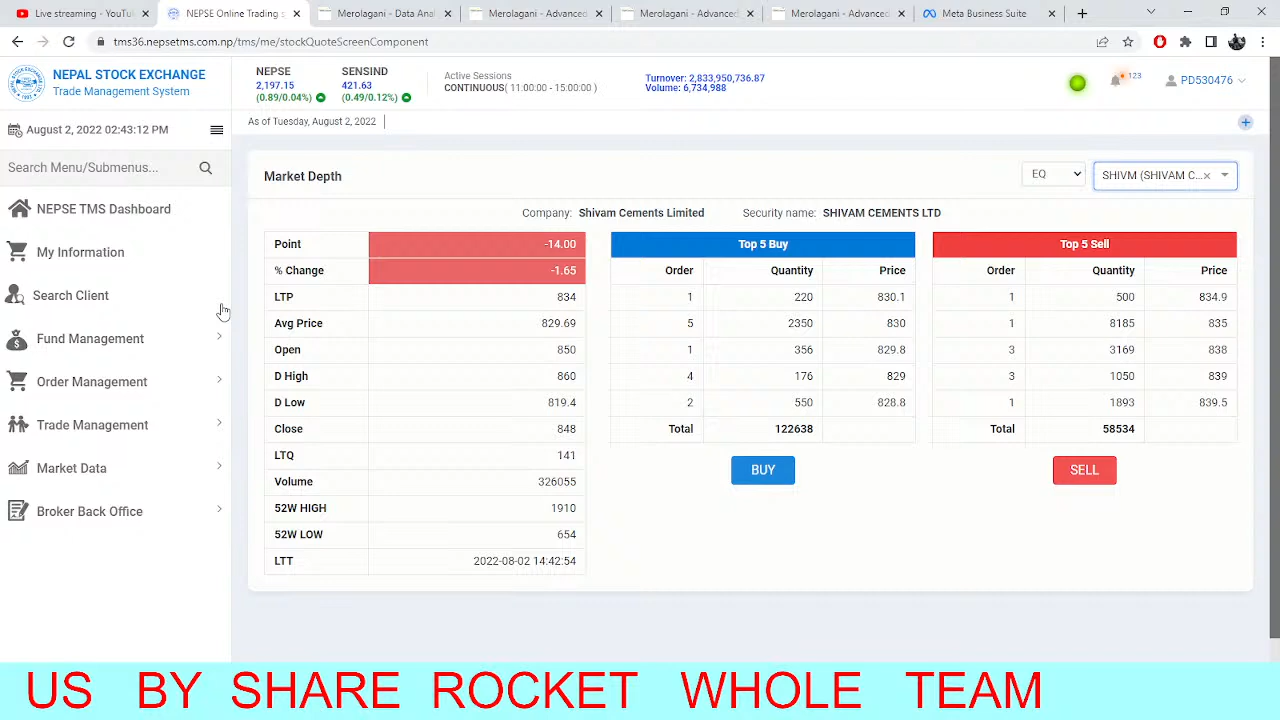 Live streaming - YouTu
NEPSE Online Trading s
Merolagani - Data Anal
Merolagani - Advanced
Merolagani - Advanced
Merolagani - Advanced
Meta Business Suite
tms36.nepsetms.com.np/tms/me/stockQuoteScreenComponent
NEPAL STOCK EXCHANGE
Trade Management System
NEPSE
2,197.15
(0.89/0.04%)
SENSIND
421.63
(0.49/0.12%)
Active Sessions
CONTINUOUS( 11:00:00 - 15:00:00 )
Turnover: 2,833,950,736.87
Volume: 6,734,988
123
PD530476
August 2, 2022 02:43:12 PM
As of Tuesday, August 2, 2022
Search Menu/Submenus...
NEPSE TMS Dashboard
My Information
Search Client
Fund Management
Order Management
Trade Management
Market Data
Broker Back Office
Market Depth
EQ
SHIVM (SHIVAM C...×
Company: Shivam Cements Limited Security name: SHIVAM CEMENTS LTD
Point -14.00
% Change -1.65
LTP 834
Avg Price 829.69
Open 850
D High 860
D Low 819.4
Close 848
LTQ 141
Volume 326055
52W HIGH 1910
52W LOW 654
LTT 2022-08-02 14:42:54
Top 5 Buy
Order Quantity Price
1 220 830.1
5 2350 830
1 356 829.8
4 176 829
2 550 828.8
Total 122638
BUY
Top 5 Sell
Order Quantity Price
1 500 834.9
1 8185 835
3 3169 838
3 1050 839
1 1893 839.5
Total 58534
SELL
US BY SHARE ROCKET WHOLE TEAM